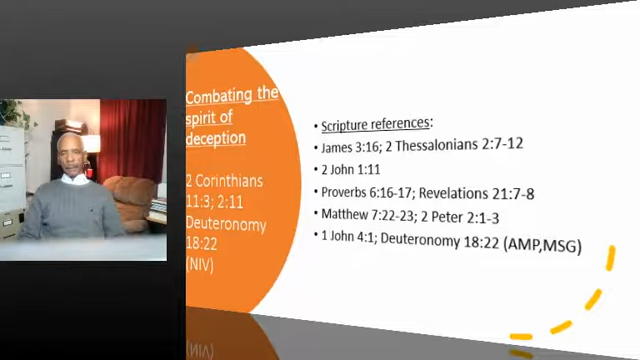 Combating the
spirit of
deception
2 Corinthians
11:3; 2:11
Deuteronomy
18:22
(NIV)
• Scripture references:
• James 3:16; 2 Thessalonians 2:7-12
• 2 John 1:11
• Proverbs 6:16-17; Revelations 21:7-8
• Matthew 7:22-23; 2 Peter 2:1-3
• 1 John 4:1; Deuteronomy 18:22 (AMP,MSG)